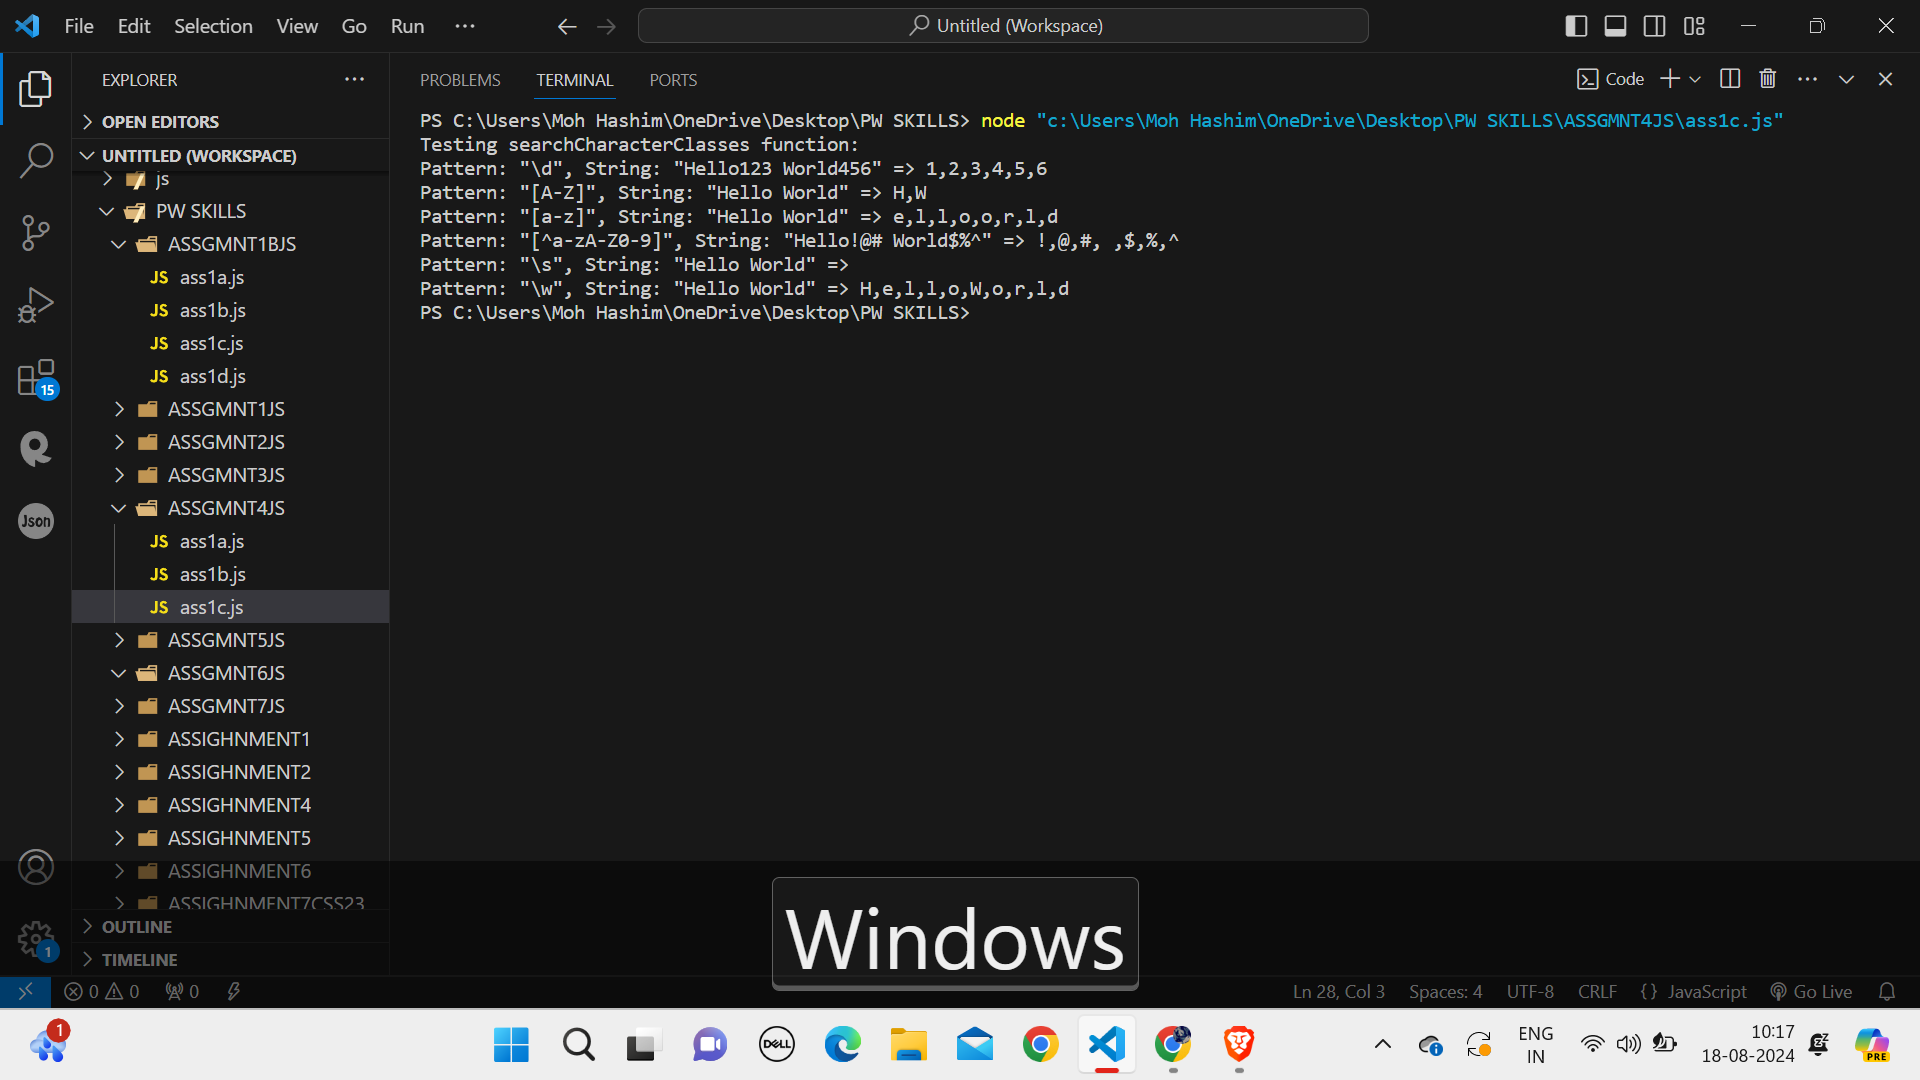 File Edit Selection View Go Run ···
Untitled (Workspace)
EXPLORER
OPEN EDITORS
UNTITLED (WORKSPACE)
js
PW SKILLS
ASSGMNT1BJS
JS ass1a.js
JS ass1b.js
JS ass1c.js
JS ass1d.js
ASSGMNT1JS
ASSGMNT2JS
ASSGMNT3JS
ASSGMNT4JS
JS ass1a.js
JS ass1b.js
JS ass1c.js
ASSGMNT5JS
ASSGMNT6JS
ASSGMNT7JS
ASSIGHNMENT1
ASSIGHNMENT2
ASSIGHNMENT4
ASSIGHNMENT5
ASSIGHNMENT6
ASSIGHNMENT7CSS23
OUTLINE
TIMELINE
15
Json
1
PROBLEMS TERMINAL PORTS
Code
PS C:\Users\Moh Hashim\OneDrive\Desktop\PW SKILLS> node "c:\Users\Moh Hashim\OneDrive\Desktop\PW SKILLS\ASSGMNT4JS\ass1c.js"
Testing searchCharacterClasses function:
Pattern: "\d", String: "Hello123 World456" => 1,2,3,4,5,6
Pattern: "[A-Z]", String: "Hello World" => H,W
Pattern: "[a-z]", String: "Hello World" => e,l,l,o,o,r,l,d
Pattern: "[^a-zA-Z0-9]", String: "Hello!@# World$%^" => !,@,#, ,$,%,^
Pattern: "\s", String: "Hello World" =>
Pattern: "\w", String: "Hello World" => H,e,l,l,o,W,o,r,l,d
PS C:\Users\Moh Hashim\OneDrive\Desktop\PW SKILLS>
Windows
0 0 0
Ln 28, Col 3 Spaces: 4 UTF-8 CRLF {} JavaScript Go Live
1
DELL
ENG
IN
10:17
18-08-2024
PRE